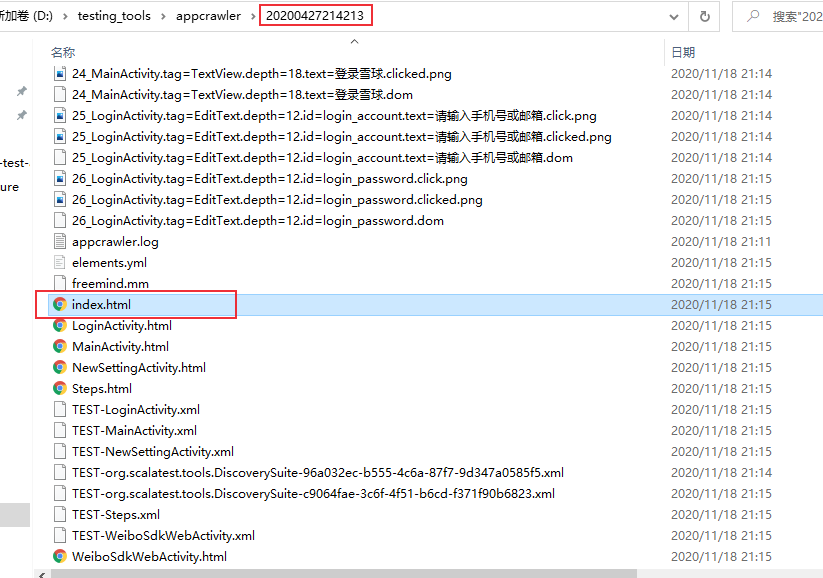 新加卷 (D:) › testing_tools › appcrawler › 20200427214213 搜索"202
名称 日期
24_MainActivity.tag=TextView.depth=18.text=登录雪球.clicked.png 2020/11/18 21:14
24_MainActivity.tag=TextView.depth=18.text=登录雪球.dom 2020/11/18 21:14
25_LoginActivity.tag=EditText.depth=12.id=login_account.text=请输入手机号或邮箱.click.png 2020/11/18 21:14
25_LoginActivity.tag=EditText.depth=12.id=login_account.text=请输入手机号或邮箱.clicked.png 2020/11/18 21:14
25_LoginActivity.tag=EditText.depth=12.id=login_account.text=请输入手机号或邮箱.dom 2020/11/18 21:14
-test-
26_LoginActivity.tag=EditText.depth=12.id=login_password.click.png 2020/11/18 21:15
ure
26_LoginActivity.tag=EditText.depth=12.id=login_password.clicked.png 2020/11/18 21:15
26_LoginActivity.tag=EditText.depth=12.id=login_password.dom 2020/11/18 21:15
appcrawler.log 2020/11/18 21:11
elements.yml 2020/11/18 21:15
freemind.mm 2020/11/18 21:15
index.html 2020/11/18 21:15
LoginActivity.html 2020/11/18 21:15
MainActivity.html 2020/11/18 21:15
NewSettingActivity.html 2020/11/18 21:15
Steps.html 2020/11/18 21:15
TEST-LoginActivity.xml 2020/11/18 21:15
TEST-MainActivity.xml 2020/11/18 21:15
TEST-NewSettingActivity.xml 2020/11/18 21:15
TEST-org.scalatest.tools.DiscoverySuite-96a032ec-b555-4c6a-87f7-9d347a0585f5.xml 2020/11/18 21:14
TEST-org.scalatest.tools.DiscoverySuite-c9064fae-3c6f-4f51-b6cd-f371f90b6823.xml 2020/11/18 21:15
TEST-Steps.xml 2020/11/18 21:15
TEST-WeiboSdkWebActivity.xml 2020/11/18 21:15
WeiboSdkWebActivity.html 2020/11/18 21:15